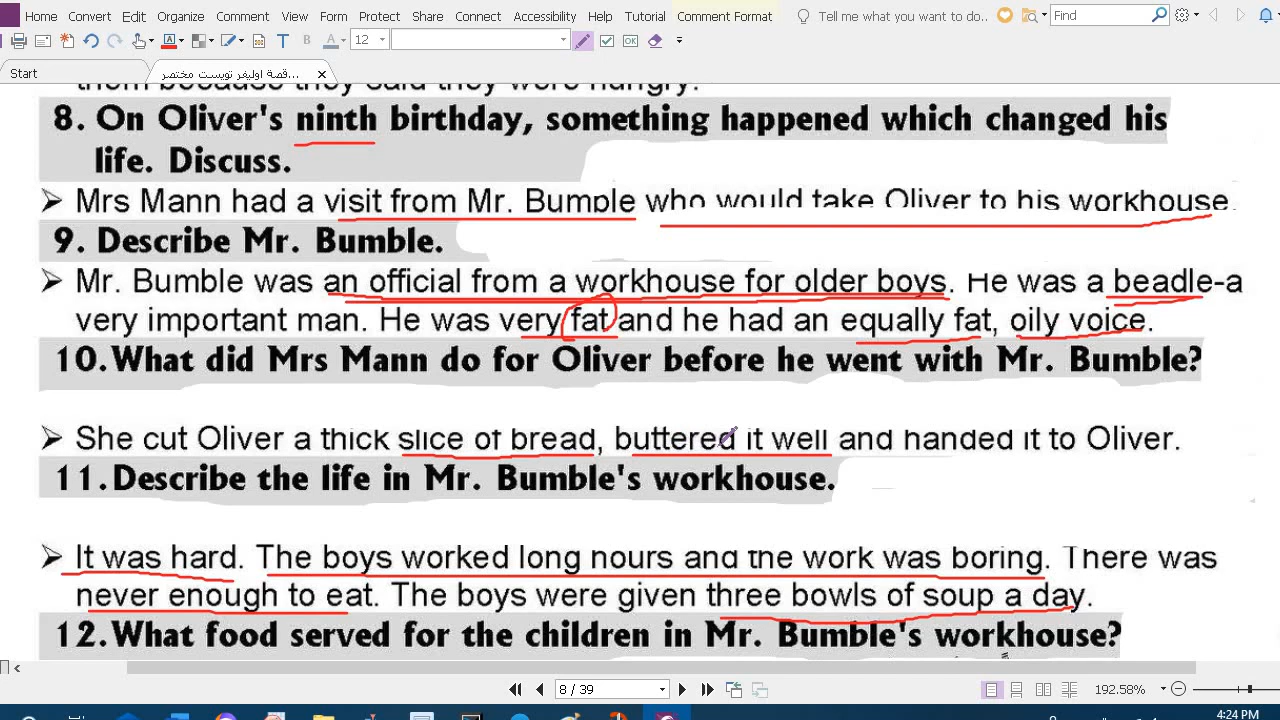 Home Convert Edit Organize Comment View Form Protect Share Connect Accessibility Help Tutorial Comment Format Tell me what you want to do.. Find
12
Start قصة اوليفر تويست مختصر...
them because they said they were hungry.
8. On Oliver's ninth birthday, something happened which changed his
life. Discuss.
➢ Mrs Mann had a visit from Mr. Bumble who would take Oliver to his workhouse.
9. Describe Mr. Bumble.
➢ Mr. Bumble was an official from a workhouse for older boys. He was a beadle-a
very important man. He was very fat and he had an equally fat, oily voice.
10.What did Mrs Mann do for Oliver before he went with Mr. Bumble?
➢ She cut Oliver a thick slice of bread, buttered it well and handed it to Oliver.
11.Describe the life in Mr. Bumble's workhouse.
➢ It was hard. The boys worked long hours and the work was boring. There was
never enough to eat. The boys were given three bowls of soup a day.
12.What food served for the children in Mr. Bumble's workhouse?
8 / 39 192.58%
4:24 PM